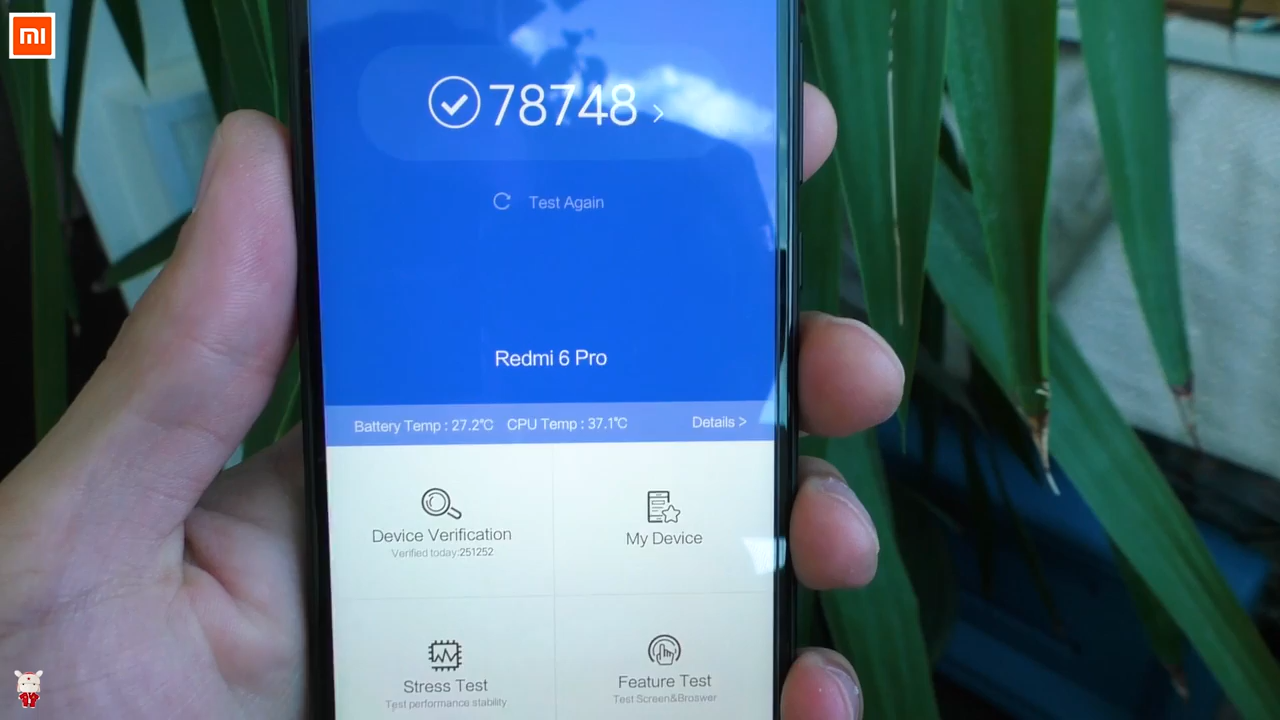 mi
78748 >
Test Again
Redmi 6 Pro
Battery Temp : 27.2℃ CPU Temp : 37.1℃ Details >
Device Verification
Verified today:251252
My Device
Stress Test
Test performance stability
Feature Test
Test Screen&Broswer